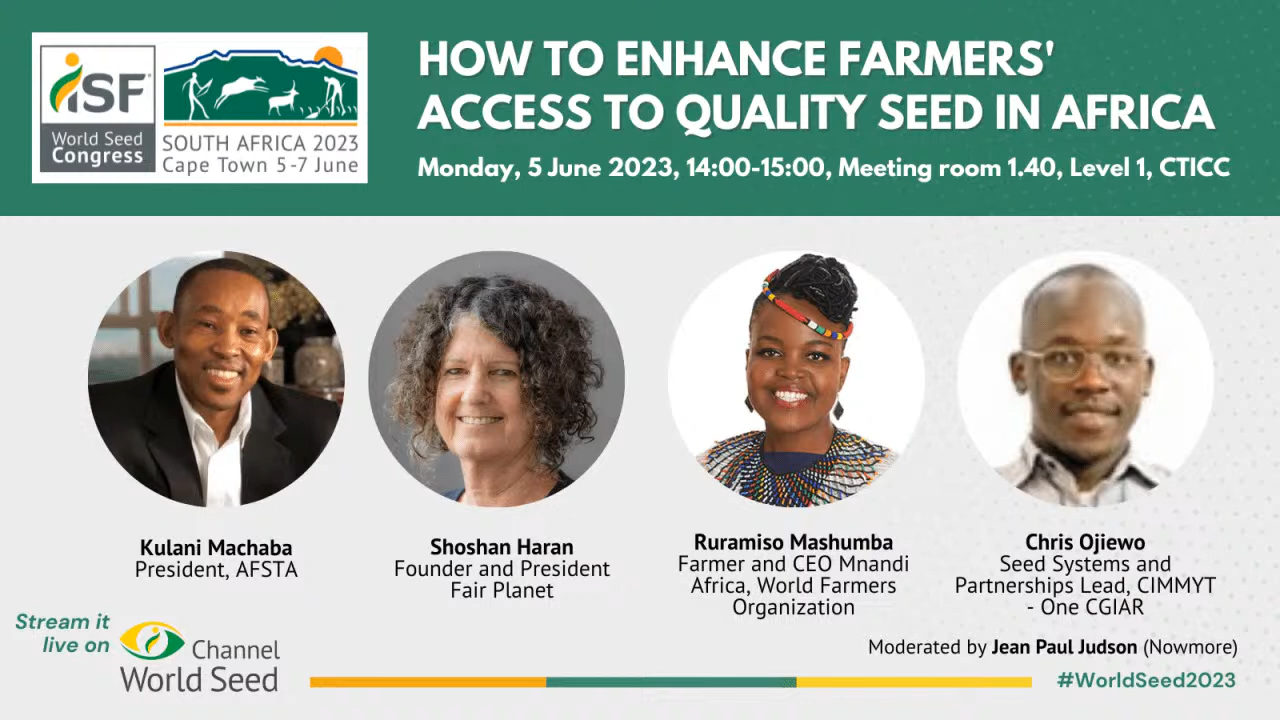 iSF
World Seed
Congress
SOUTH AFRICA 2023
Cape Town 5-7 June
HOW TO ENHANCE FARMERS'
ACCESS TO QUALITY SEED IN AFRICA
Monday, 5 June 2023, 14:00-15:00, Meeting room 1.40, Level 1, CTICC
Kulani Machaba
President, AFSTA
Shoshan Haran
Founder and President
Fair Planet
Ruramiso Mashumba
Farmer and CEO Mnandi
Africa, World Farmers
Organization
Chris Ojiewo
Seed Systems and
Partnerships Lead, CIMMYT
- One CGIAR
Stream it
live on
Channel
World Seed
Moderated by Jean Paul Judson (Nowmore)
#WorldSeed2023